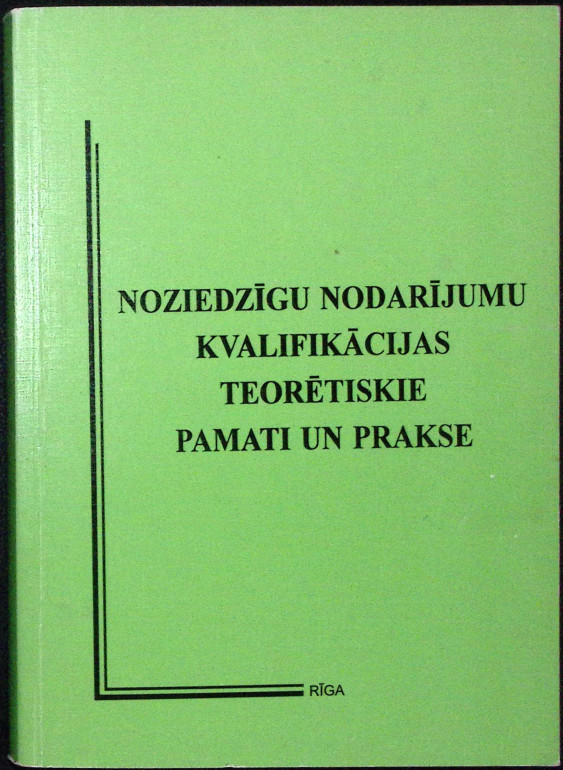 NOZIEDZĪGU NODARĪJUMU
KVALIFIKĀCIJAS
TEORĒTISKIE
PAMATI UN PRAKSE
RĪGA